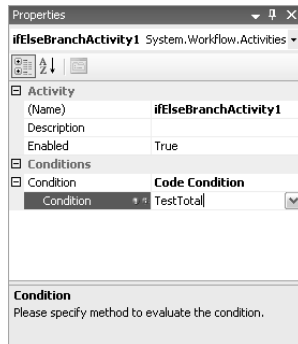 Properties
ifElseBranchActivity1 System.Workflow.Activities
Activity
(Name) ifElseBranchActivity1
Description
Enabled True
Conditions
Condition Code Condition
Condition TestTotal
Condition
Please specify method to evaluate the condition.